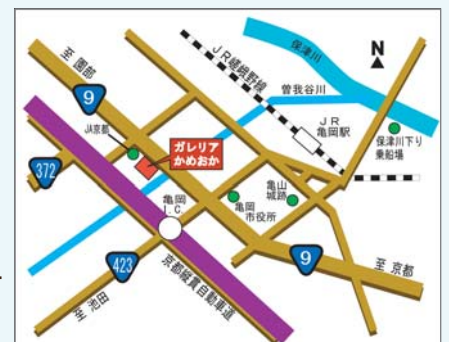 至 園部
9
JR嵯峨野線
保津川
N
曽我谷川
JR
亀岡駅
保津川下り
乗船場
JA京都
ガレリア
かめおか
372
亀岡
I.C.
亀山
城跡
亀岡
市役所
423
9
至 京都
京都縦貫自動車道
至 池田